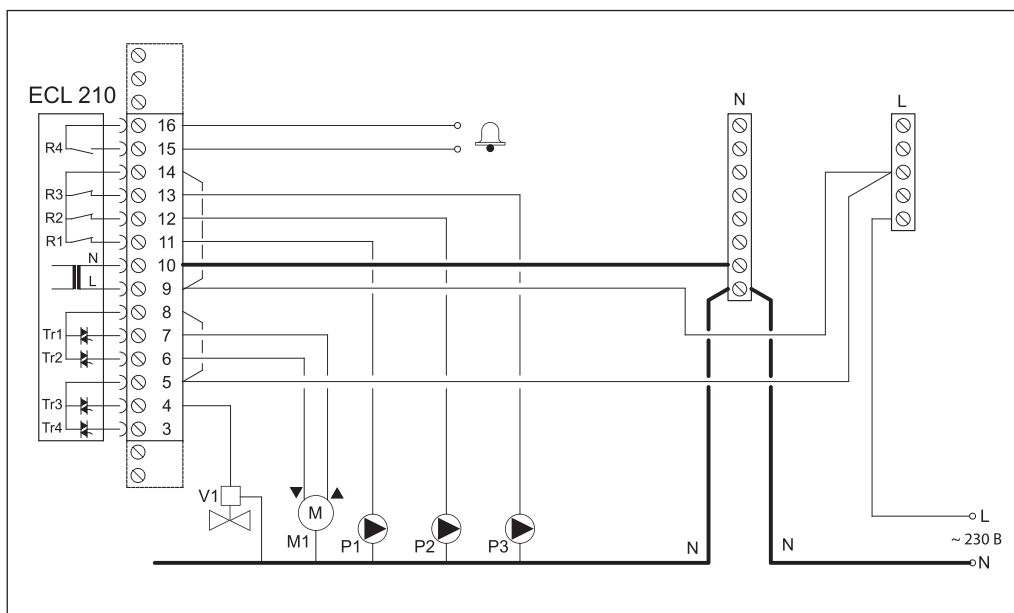 ECL 210
N
L
16
R4
15
14
R3
13
R2
12
R1
11
N
10
L
9
8
Tr1
7
Tr2
6
5
Tr3
4
Tr4
3
V1
M
M1
P1
P2
P3
N
N
L
~ 230 В
N